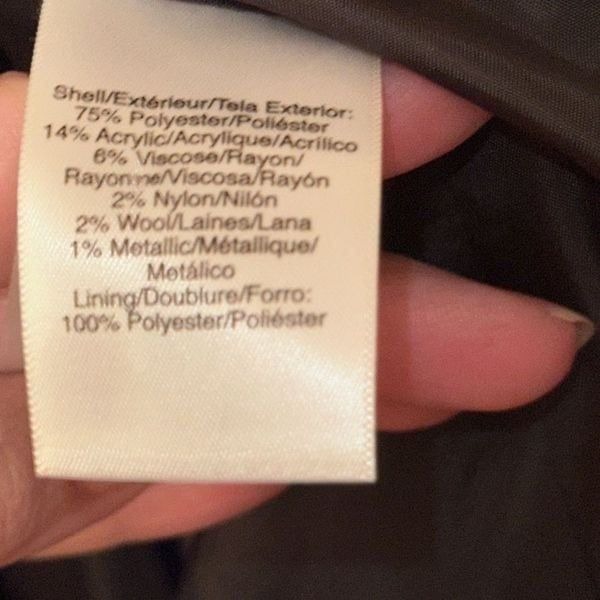 Shell/Extérieur/Tela Exterior:
75% Polyester/Poliéster
14% Acrylic/Acrylique/Acrílico
6% Viscose/Rayon/
Rayonne/Viscosa/Rayón
2% Nylon/Nilón
2% Wool/Laines/Lana
1% Metallic/Métallique/
Metálico
Lining/Doublure/Forro:
100% Polyester/Poliéster